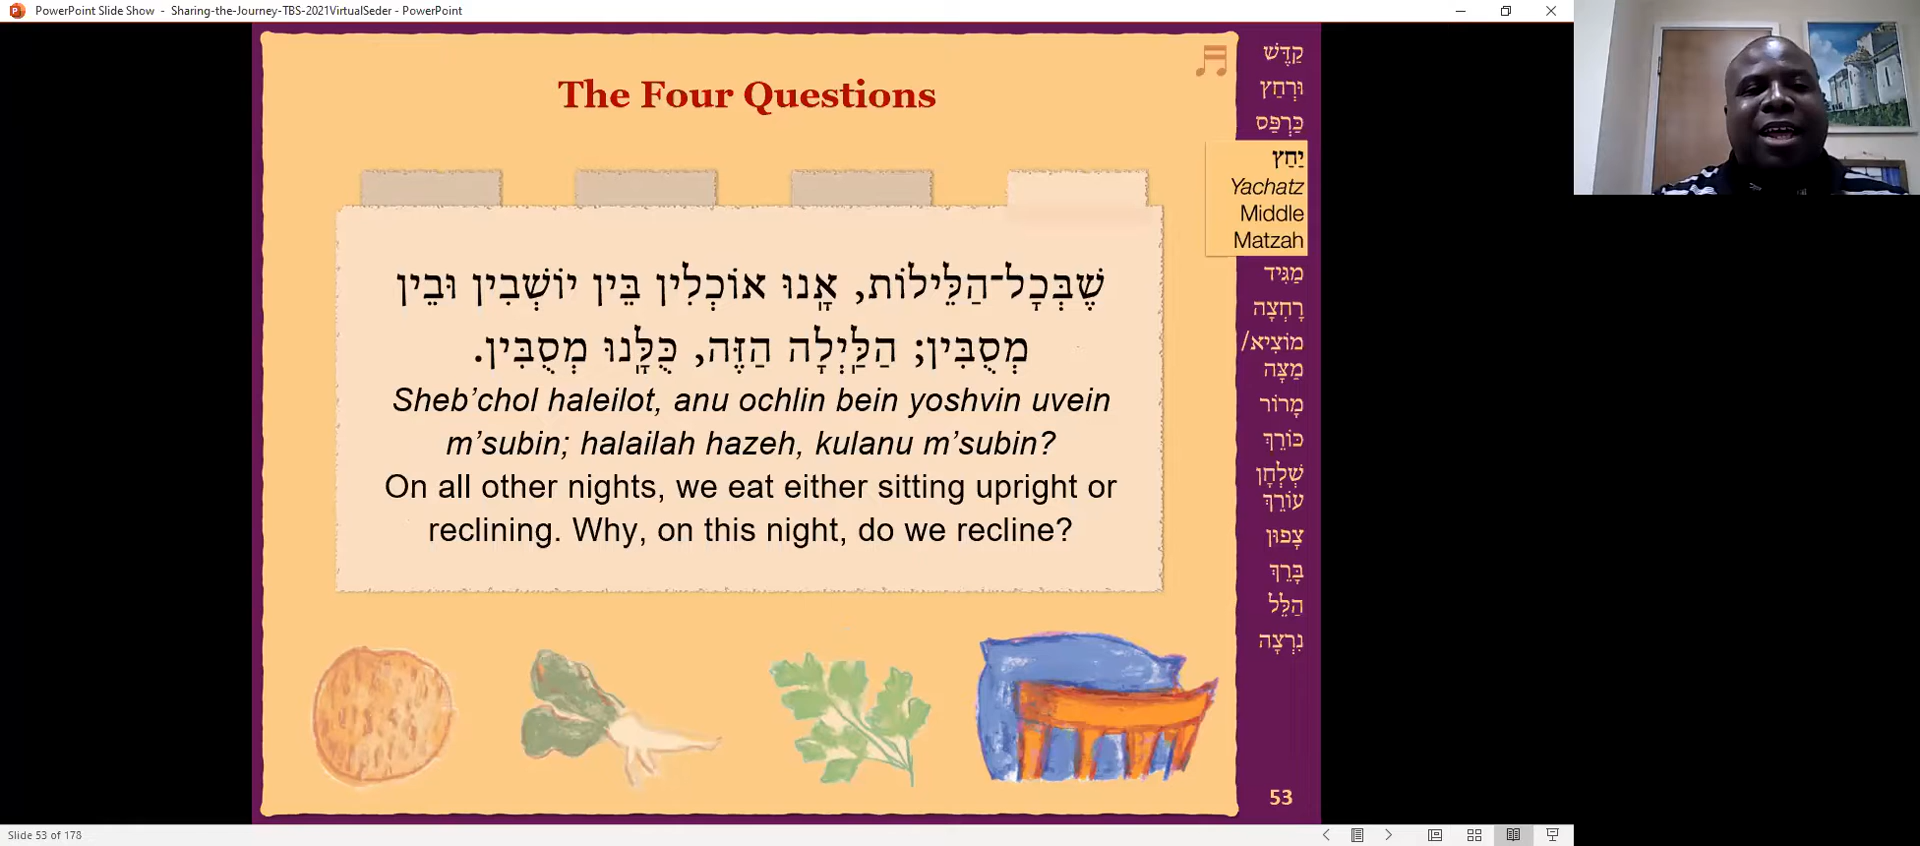 PowerPoint Slide Show - Sharing-the-Journey-TBS-2021VirtualSeder - PowerPoint
The Four Questions
שֶׁבְּכָל־הַלֵּילוֹת, אָֽנוּ אוֹכְלִין בֵּין יוֹשְׁבִין וּבֵין
מְסֻבִּין; הַלַּֽיְלָה הַזֶּה, כֻּלָּֽנוּ מְסֻבִּין.
Sheb’chol haleilot, anu ochlin bein yoshvin uvein
m’subin; halailah hazeh, kulanu m’subin?
On all other nights, we eat either sitting upright or
reclining. Why, on this night, do we recline?
קַדֵּשׁ
וּרְחַץ
כַּרְפַּס
יַחַץ
Yachatz
Middle
Matzah
מַגִּיד
רָחְצָה
מוֹצִיא/
מַצָּה
מָרוֹר
כּוֹרֵךְ
שֻׁלְחָן
עוֹרֵךְ
צָפוּן
בָּרֵךְ
הַלֵּל
נִרְצָה
53
Slide 53 of 178